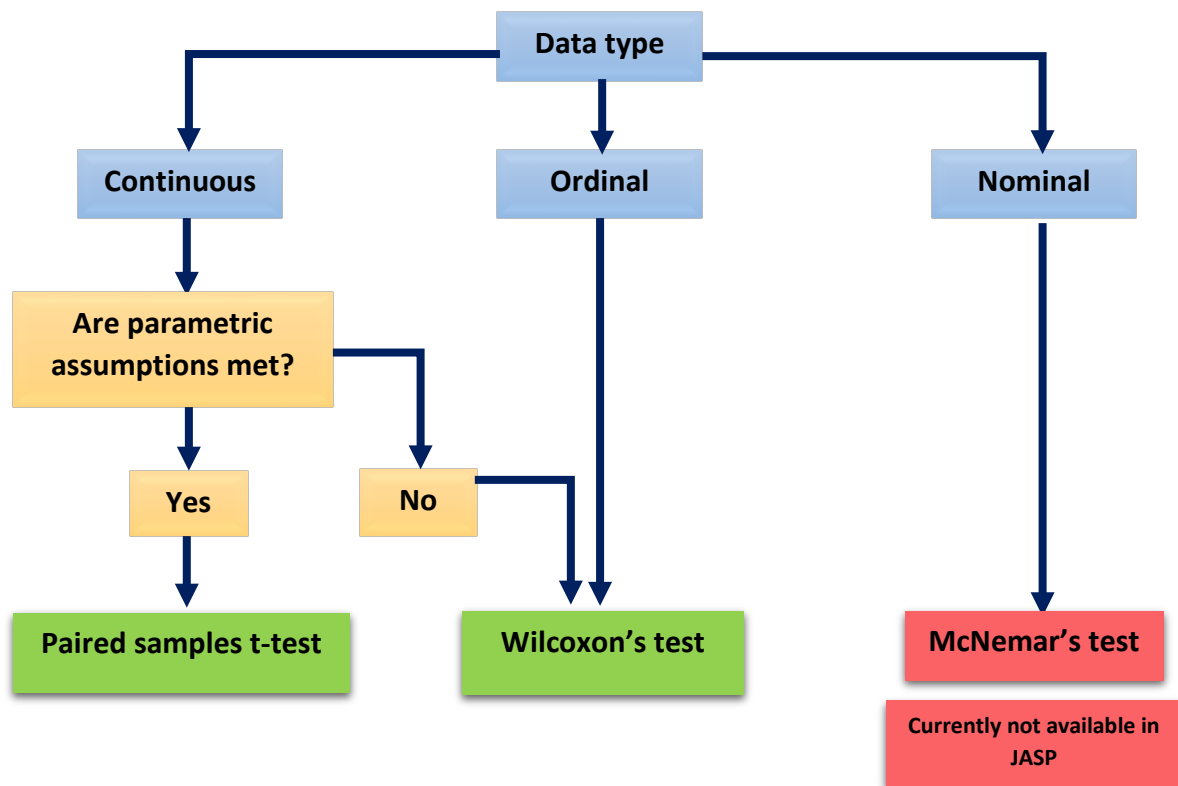 Data type
Continuous
Ordinal
Nominal
Are parametric
assumptions met?
Yes
No
Paired samples t-test
Wilcoxon’s test
McNemar’s test
Currently not available in
JASP